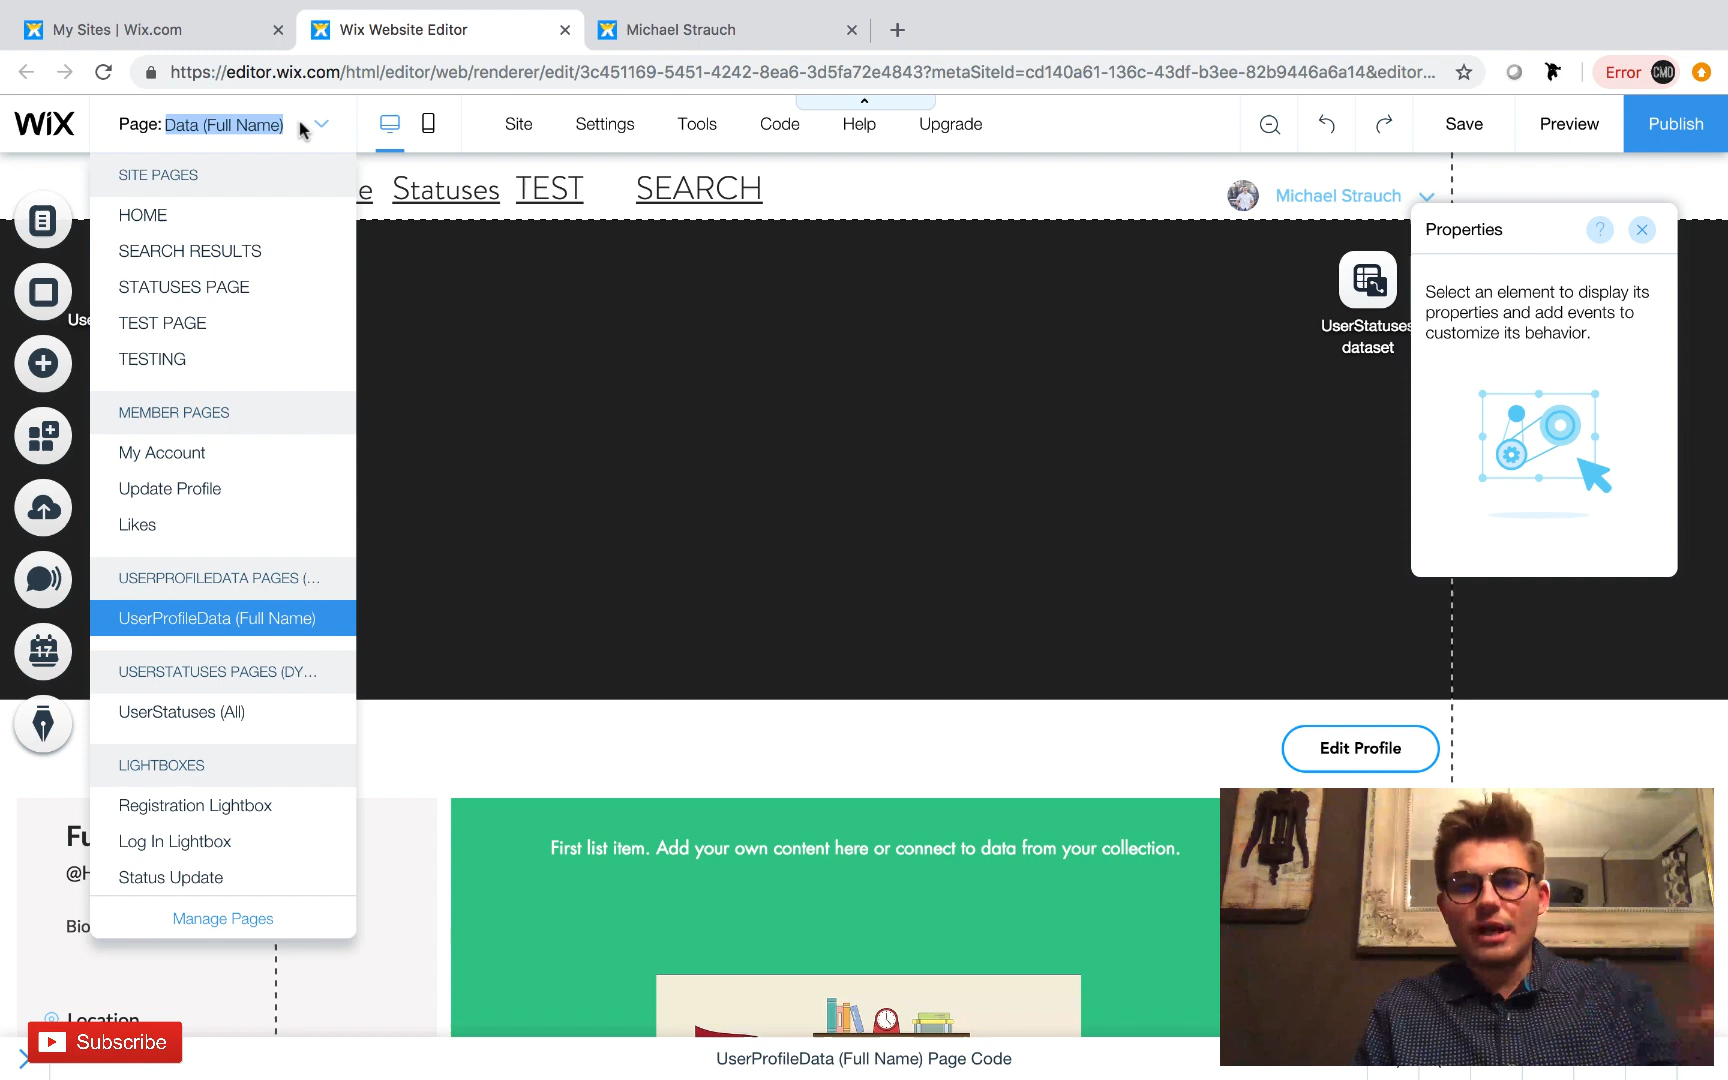 My Sites | Wix.com
Wix Website Editor
Michael Strauch
https://editor.wix.com/html/editor/web/renderer/edit/3c451169-5451-4242-8ea6-3d5fa72e4843?metaSiteId=cd140a61-136c-43df-b3ee-82b9446a6a14&editor...
Error
CMD
WiX
Page: Data (Full Name)
Site
Settings
Tools
Code
Help
Upgrade
Save
Preview
Publish
e Statuses TEST SEARCH
Michael Strauch
SITE PAGES
HOME
SEARCH RESULTS
STATUSES PAGE
TEST PAGE
TESTING
MEMBER PAGES
My Account
Update Profile
Likes
USERPROFILEDATA PAGES (...
UserProfileData (Full Name)
USERSTATUSES PAGES (DY...
UserStatuses (All)
LIGHTBOXES
Registration Lightbox
Log In Lightbox
Status Update
Manage Pages
17
Use
UserStatuses
dataset
Properties
?
Select an element to display its
properties and add events to
customize its behavior.
Edit Profile
Fu
@H
Bio
Location
First list item. Add your own content here or connect to data from your collection.
Subscribe
UserProfileData (Full Name) Page Code